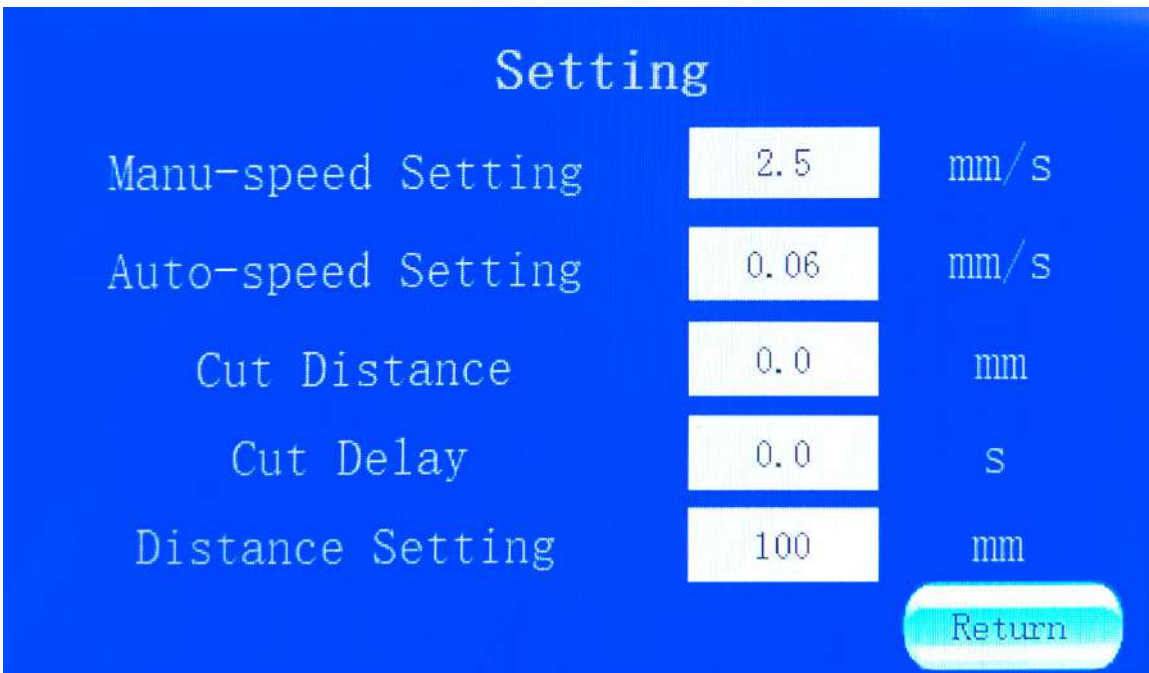 Setting
Manu-speed Setting 2.5 mm/s
Auto-speed Setting 0.06 mm/s
Cut Distance 0.0 mm
Cut Delay 0.0 s
Distance Setting 100 mm
Return